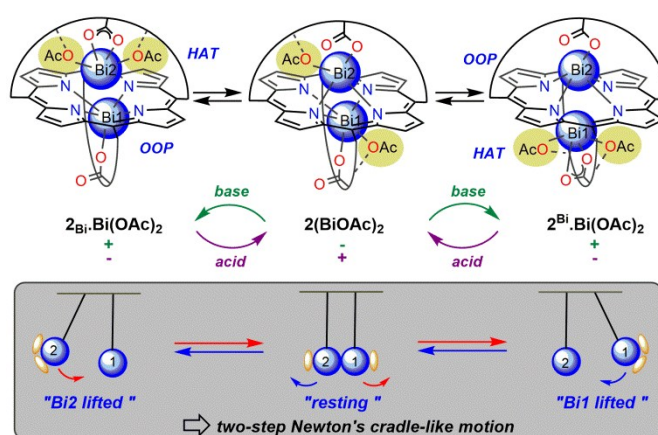 HAT
AcO
OAc
Bi2
N
N
N
Bi1
OOP
O
O
O
O
AcO
Bi2
N
N
N
Bi1
OAc
O
O
O
O
OOP
Bi2
N
N
N
N
Bi1
AcO
OAc
HAT
O
O
O
O
base
base
2Bi.Bi(OAc)2
2(BiOAc)2
2Bi.Bi(OAc)2
+
-
+
-
acid
+
acid
-
2
1
2
1
2
1
"Bi2 lifted "
"resting "
"Bi1 lifted "
two-step Newton's cradle-like motion